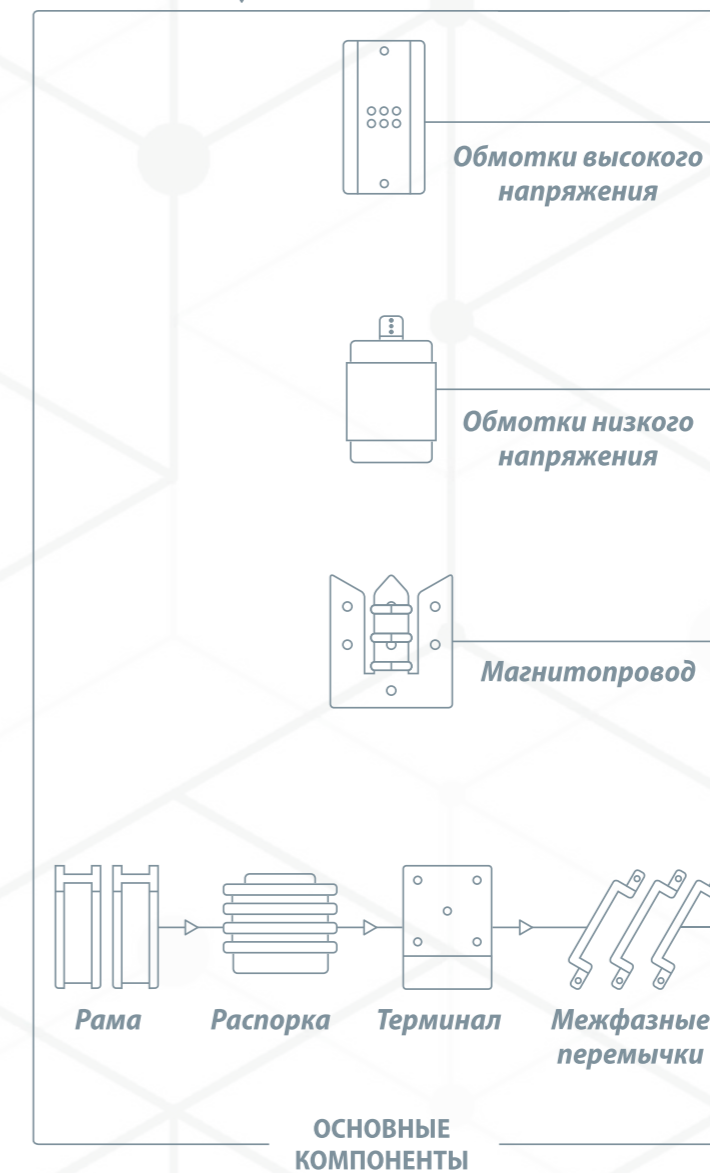 Обмотки высокого
напряжения
Обмотки низкого
напряжения
Магнитопровод
Рама
Распорка
Терминал
Межфазные
перемычки
ОСНОВНЫЕ
КОМПОНЕНТЫ